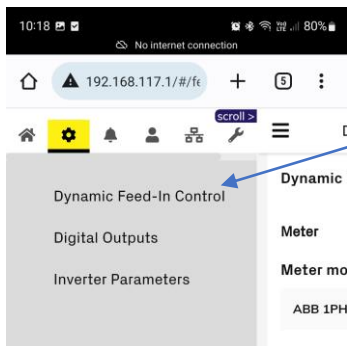 10:18 80%
No internet connection
192.168.117.1/#/fe 5
scroll >
D
Dynamic Feed-In Control
Digital Outputs
Inverter Parameters
Dynamic
Meter
Meter mo
ABB 1PH